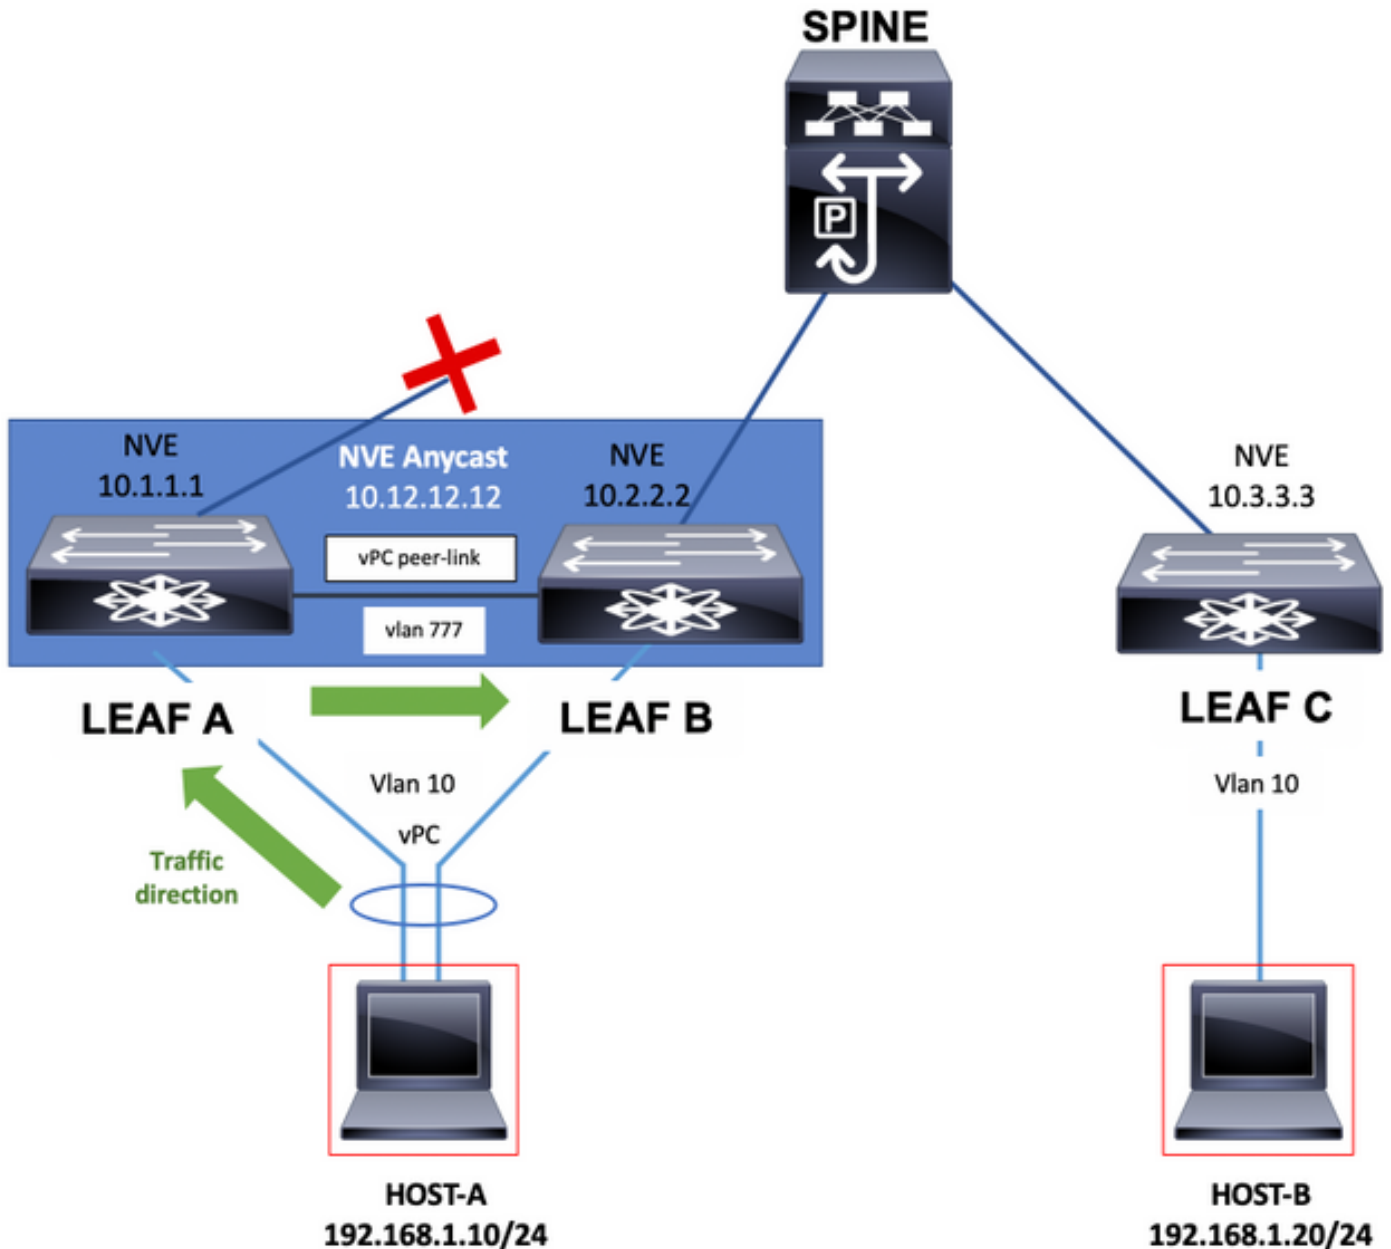 SPINE
P
NVE
10.1.1.1
NVE Anycast
10.12.12.12
NVE
10.2.2.2
NVE
10.3.3.3
vPC peer-link
vlan 777
LEAF A
LEAF B
LEAF C
Vlan 10
vPC
Vlan 10
Traffic
direction
HOST-A
192.168.1.10/24
HOST-B
192.168.1.20/24